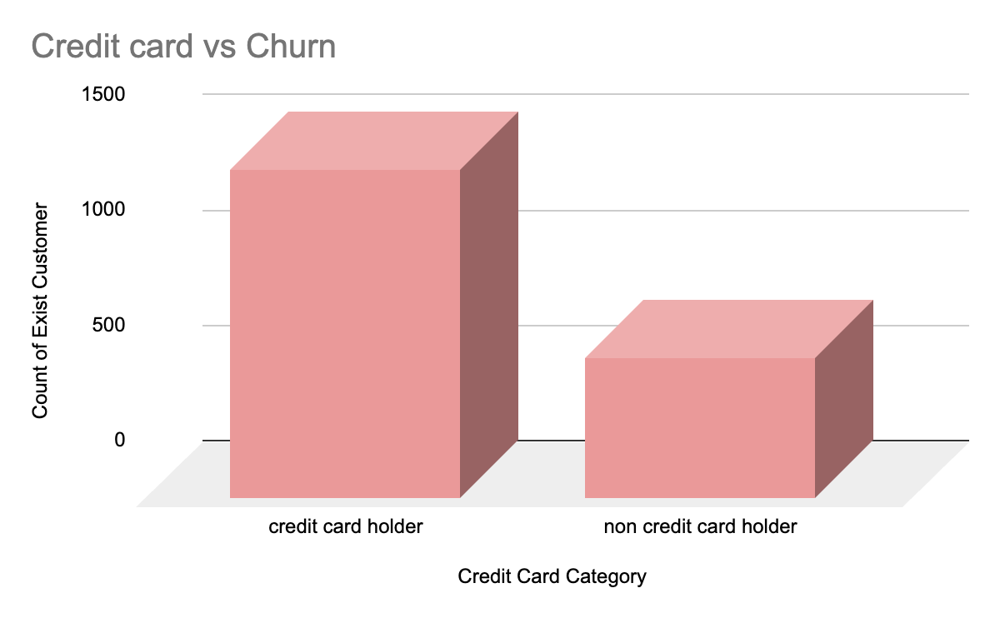 Credit card vs Churn
1500
1000
500
0
Count of Exist Customer
credit card holder
non credit card holder
Credit Card Category